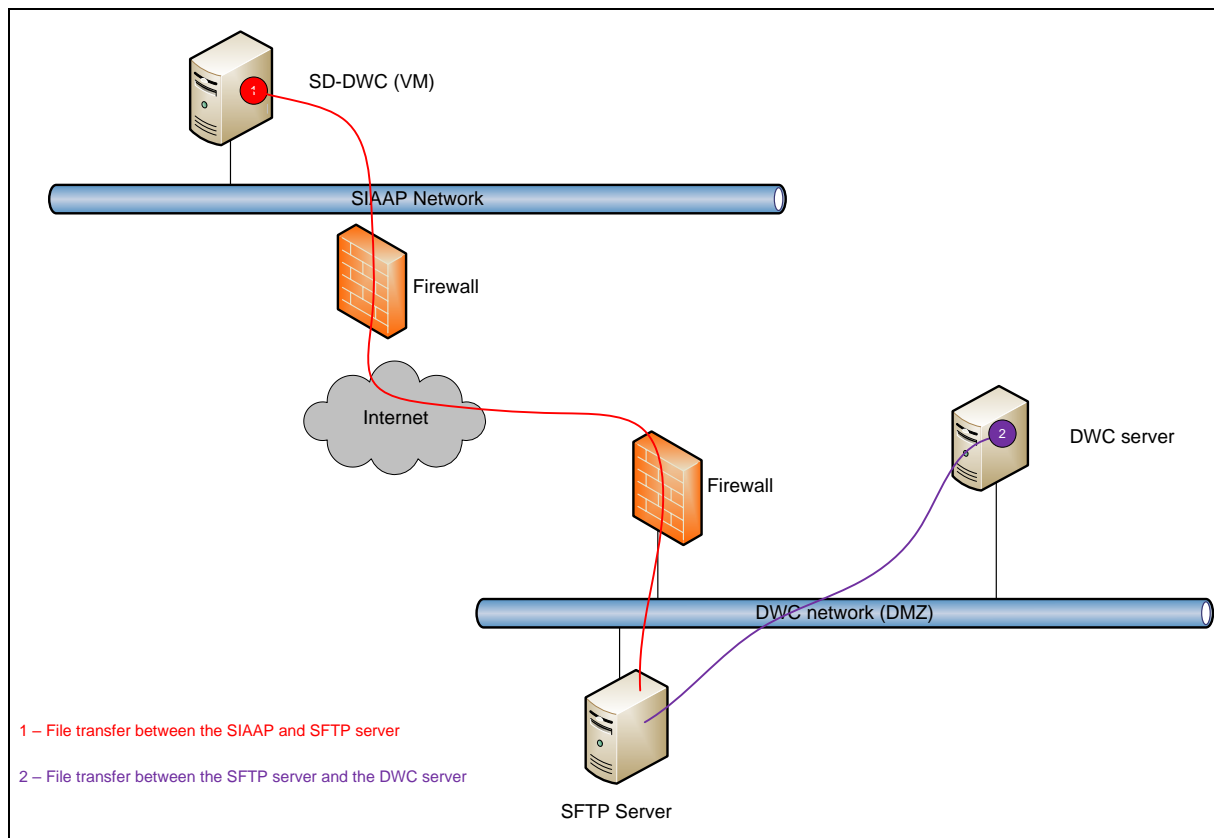 SD-DWC (VM)
1
SIAAP Network
Firewall
Internet
2
DWC server
Firewall
DWC network (DMZ)
1 – File transfer between the SIAAP and SFTP server
2 – File transfer between the SFTP server and the DWC server
SFTP Server